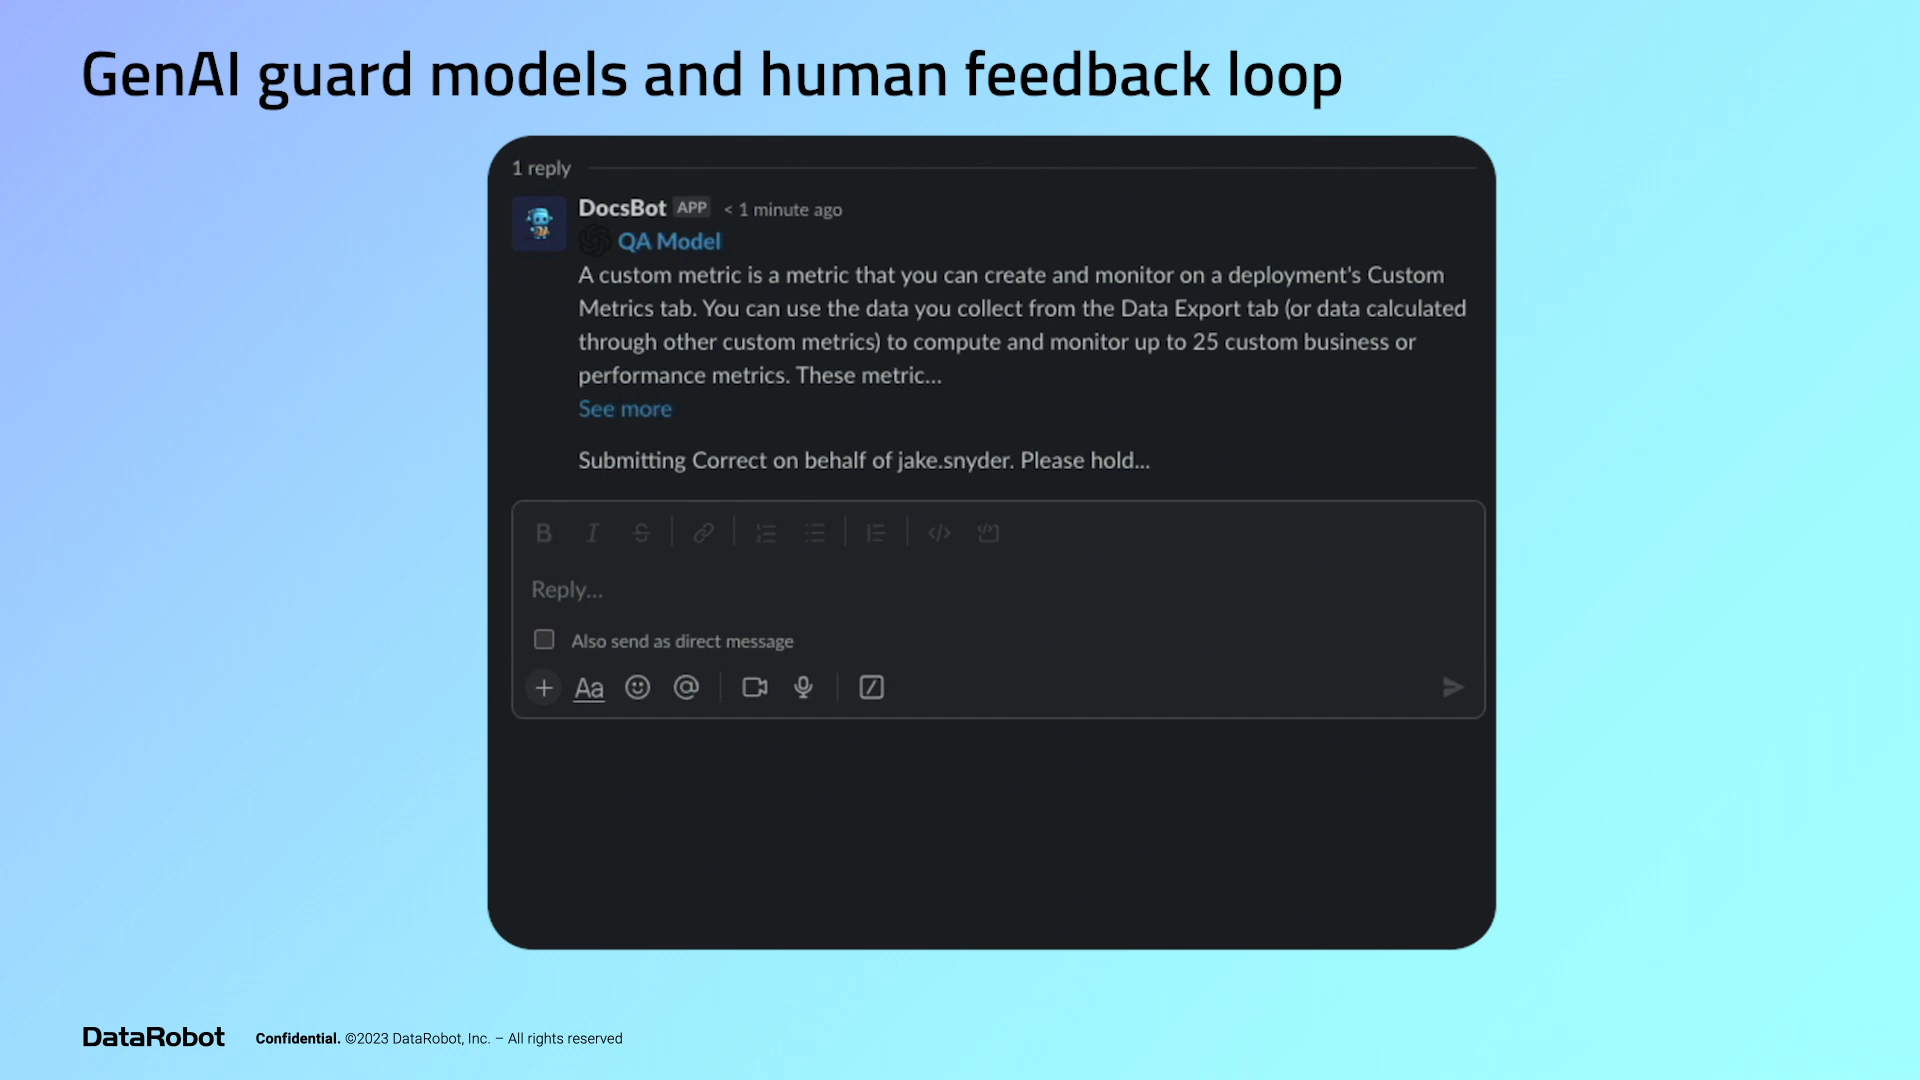 GenAI guard models and human feedback loop
1 reply
DocsBot APP < 1 minute ago
QA Model
A custom metric is a metric that you can create and monitor on a deployment's Custom
Metrics tab. You can use the data you collect from the Data Export tab (or data calculated
through other custom metrics) to compute and monitor up to 25 custom business or
performance metrics. These metric...
See more
Submitting Correct on behalf of jake.snyder. Please hold...
B I S
Reply...
Also send as direct message
+ Aa @
DataRobot Confidential. ©2023 DataRobot, Inc. – All rights reserved